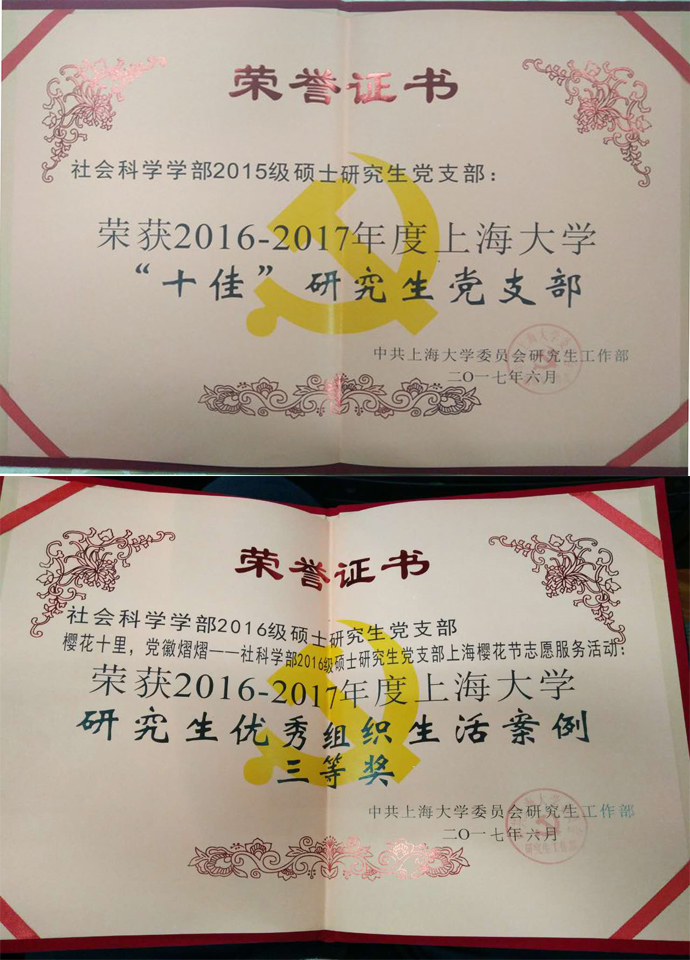 荣誉证书
社会科学学部2015级硕士研究生党支部：
荣获2016-2017年度上海大学
“十佳”研究生党支部
中共上海大学委员会研究生工作部
二〇一七年六月
荣誉证书
社会科学学部2016级硕士研究生党支部
樱花十里，党徽熠熠——社科学部2016级硕士研究生党支部上海樱花节志愿服务活动：
荣获2016-2017年度上海大学
研究生优秀组织生活案例
三等奖
中共上海大学委员会研究生工作部
二〇一七年六月
研究生工作部